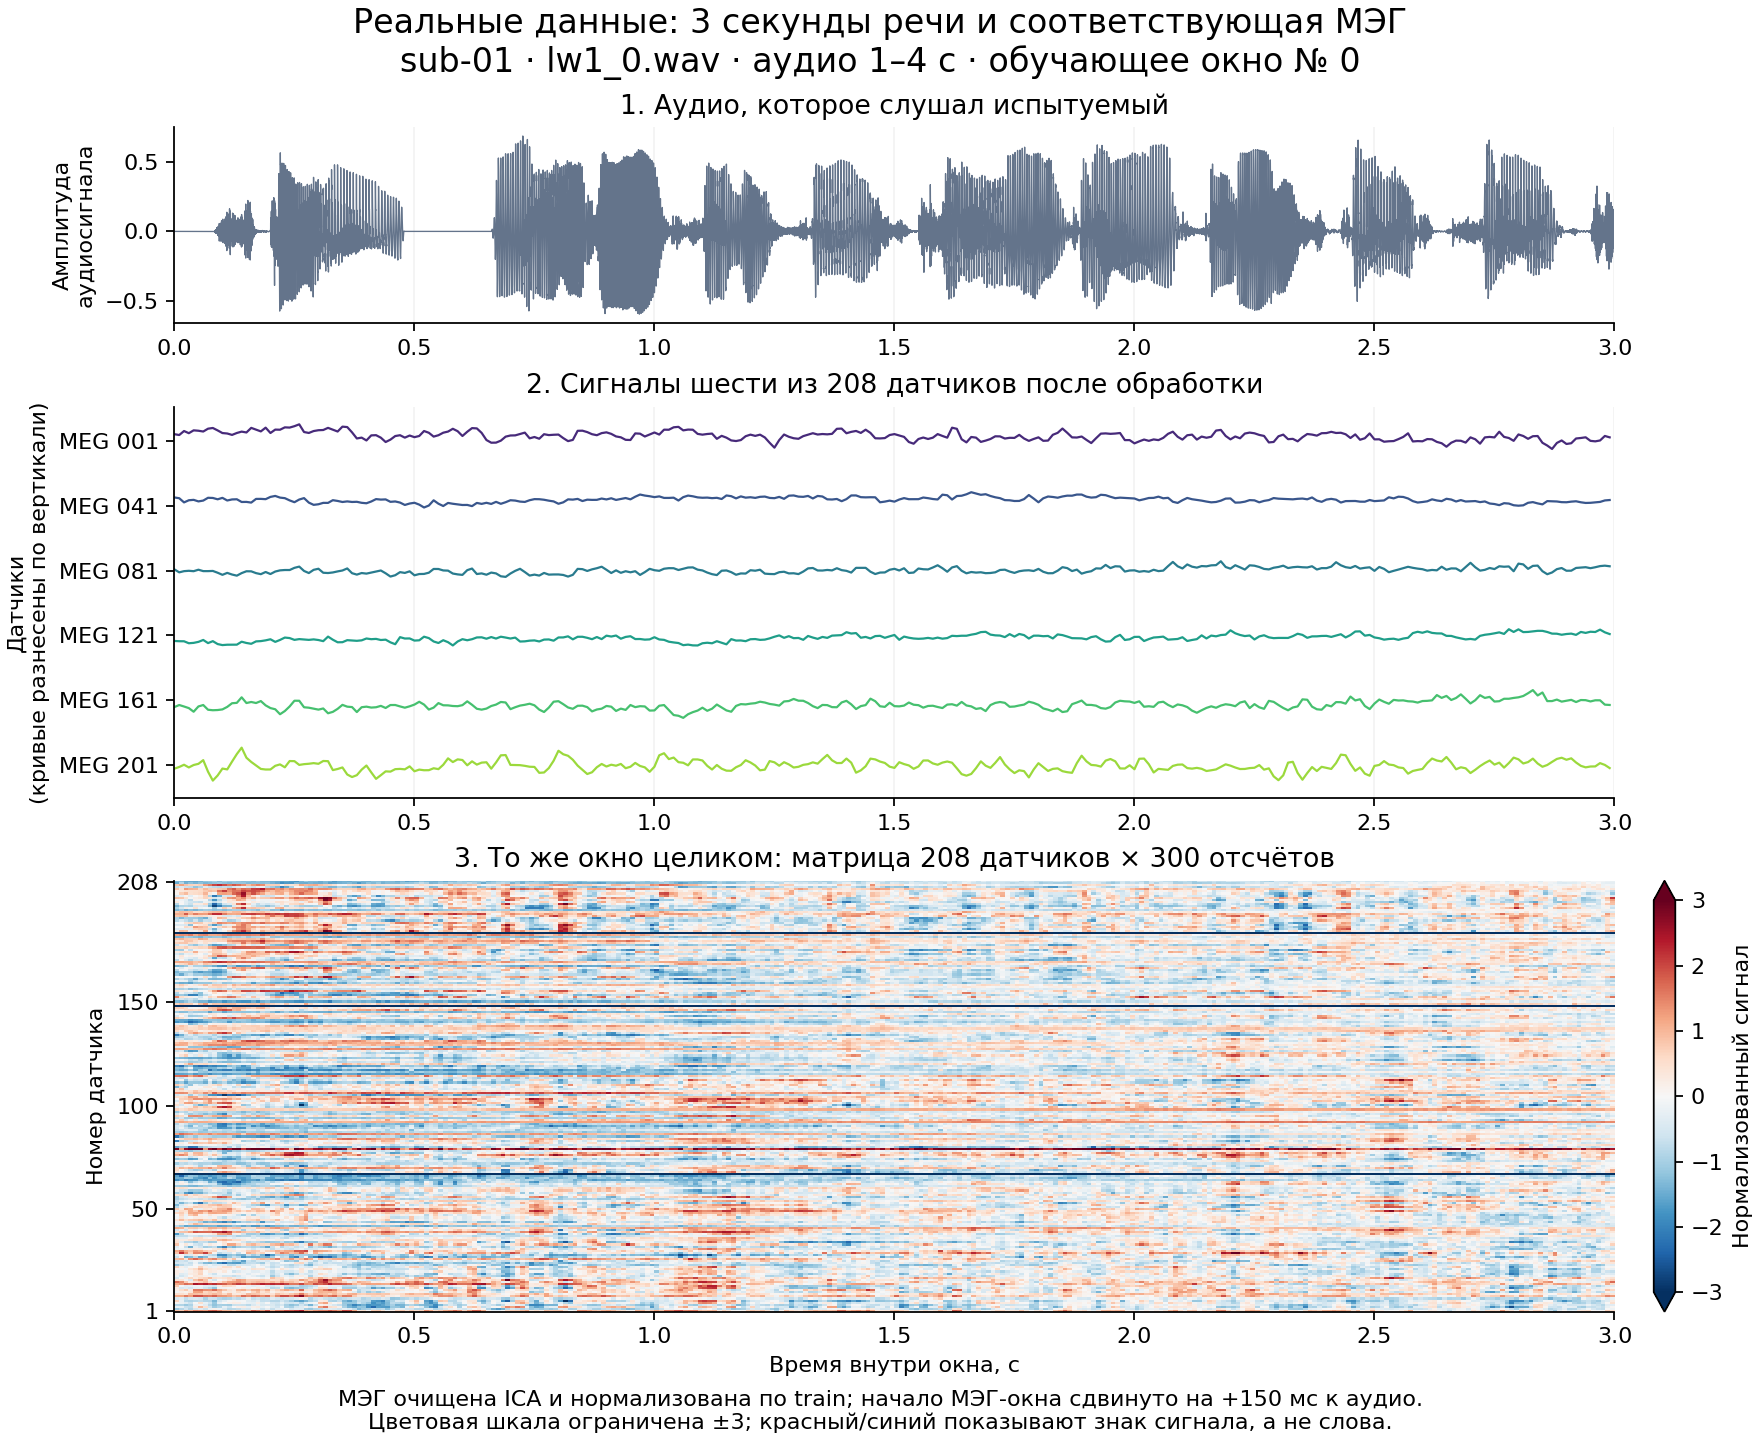 Реальные данные: 3 секунды речи и соответствующая МЭГ
sub-01 · lw1_0.wav · аудио 1–4 с · обучающее окно № 0
1. Аудио, которое слушал испытуемый
Амплитуда
аудиосигнала
0.5
0.0
−0.5
0.0 0.5 1.0 1.5 2.0 2.5 3.0
2. Сигналы шести из 208 датчиков после обработки
Датчики
(кривые разнесены по вертикали)
MEG 001
MEG 041
MEG 081
MEG 121
MEG 161
MEG 201
0.0 0.5 1.0 1.5 2.0 2.5 3.0
3. То же окно целиком: матрица 208 датчиков × 300 отсчётов
Номер датчика
208
150
100
50
1
0.0 0.5 1.0 1.5 2.0 2.5 3.0
Время внутри окна, с
3
2
1
0
−1
−2
−3
Нормализованный сигнал
МЭГ очищена ICA и нормализована по train; начало МЭГ-окна сдвинуто на +150 мс к аудио.
Цветовая шкала ограничена ±3; красный/синий показывают знак сигнала, а не слова.